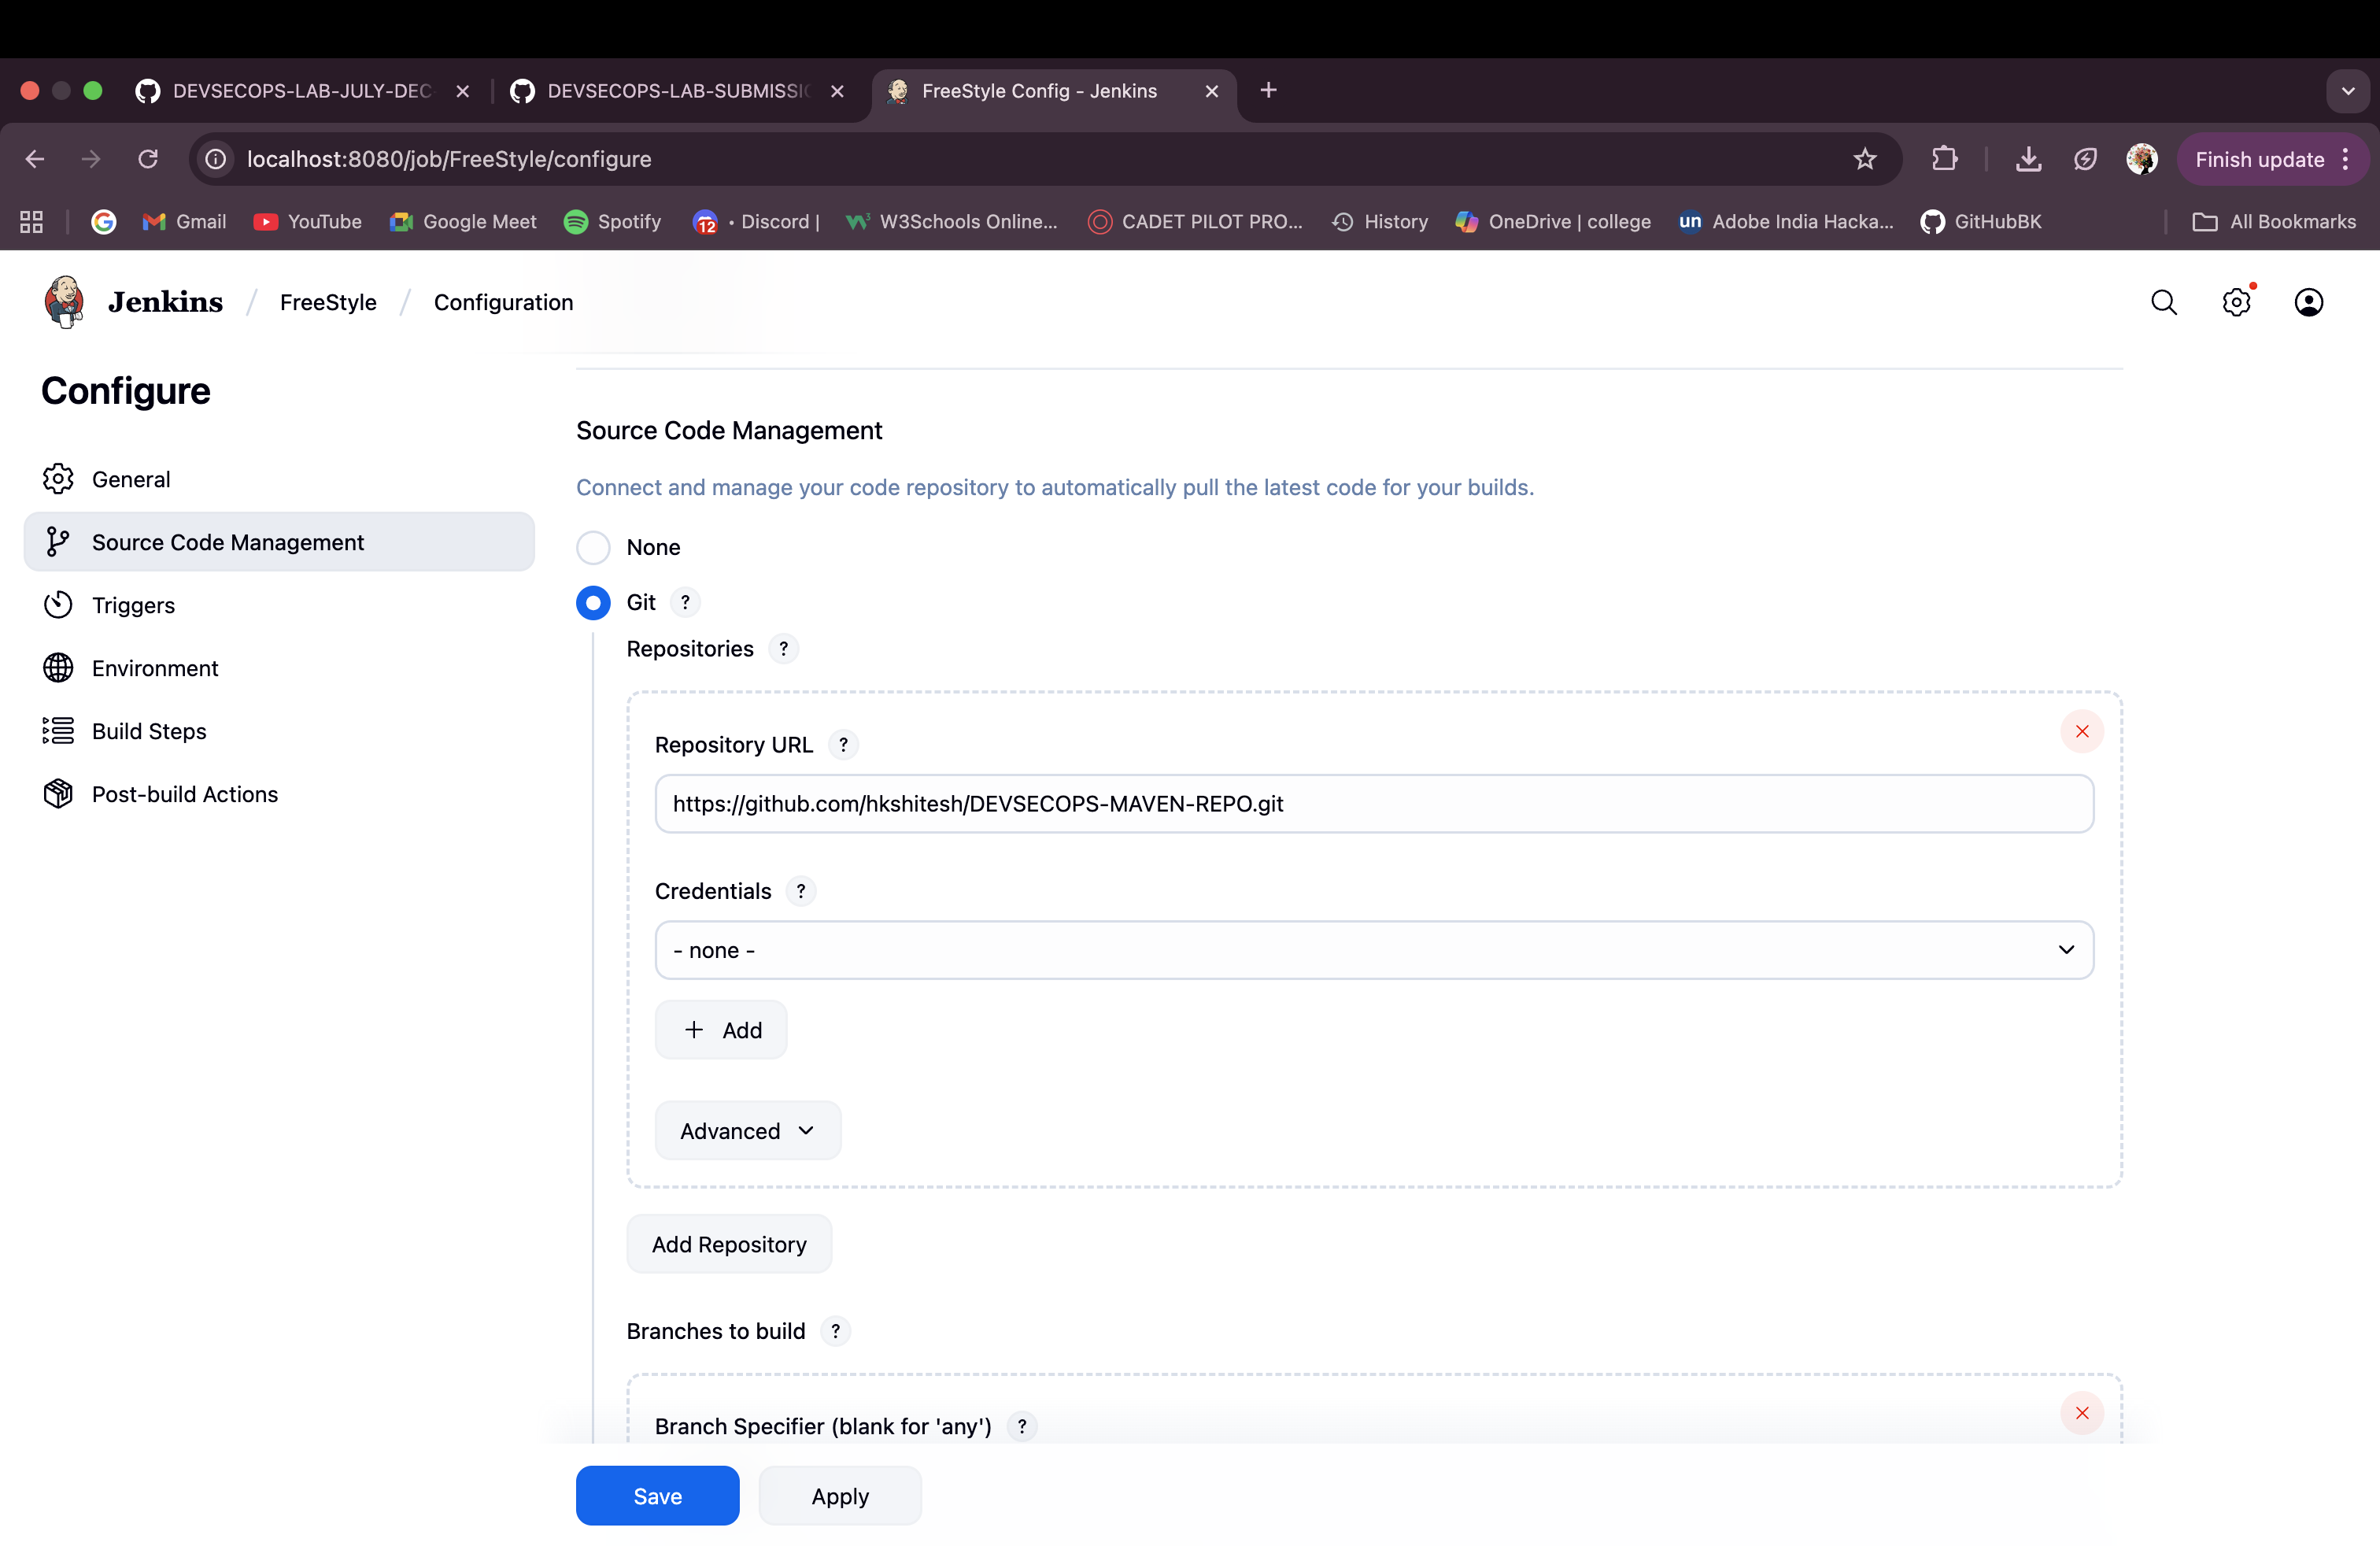 DEVSECOPS-LAB-JULY-DEC
DEVSECOPS-LAB-SUBMISSIO
FreeStyle Config - Jenkins
localhost:8080/job/FreeStyle/configure
Finish update
Gmail
YouTube
Google Meet
Spotify
12
• Discord |
W3Schools Online...
CADET PILOT PRO...
History
OneDrive | college
un
Adobe India Hacka...
GitHubBK
All Bookmarks
Jenkins / FreeStyle / Configuration
Configure
General
Source Code Management
Triggers
Environment
Build Steps
Post-build Actions
Source Code Management
Connect and manage your code repository to automatically pull the latest code for your builds.
None
Git ?
Repositories ?
Repository URL ?
https://github.com/hkshitesh/DEVSECOPS-MAVEN-REPO.git
Credentials ?
- none -
+ Add
Advanced
Add Repository
Branches to build ?
Branch Specifier (blank for 'any') ?
Save
Apply